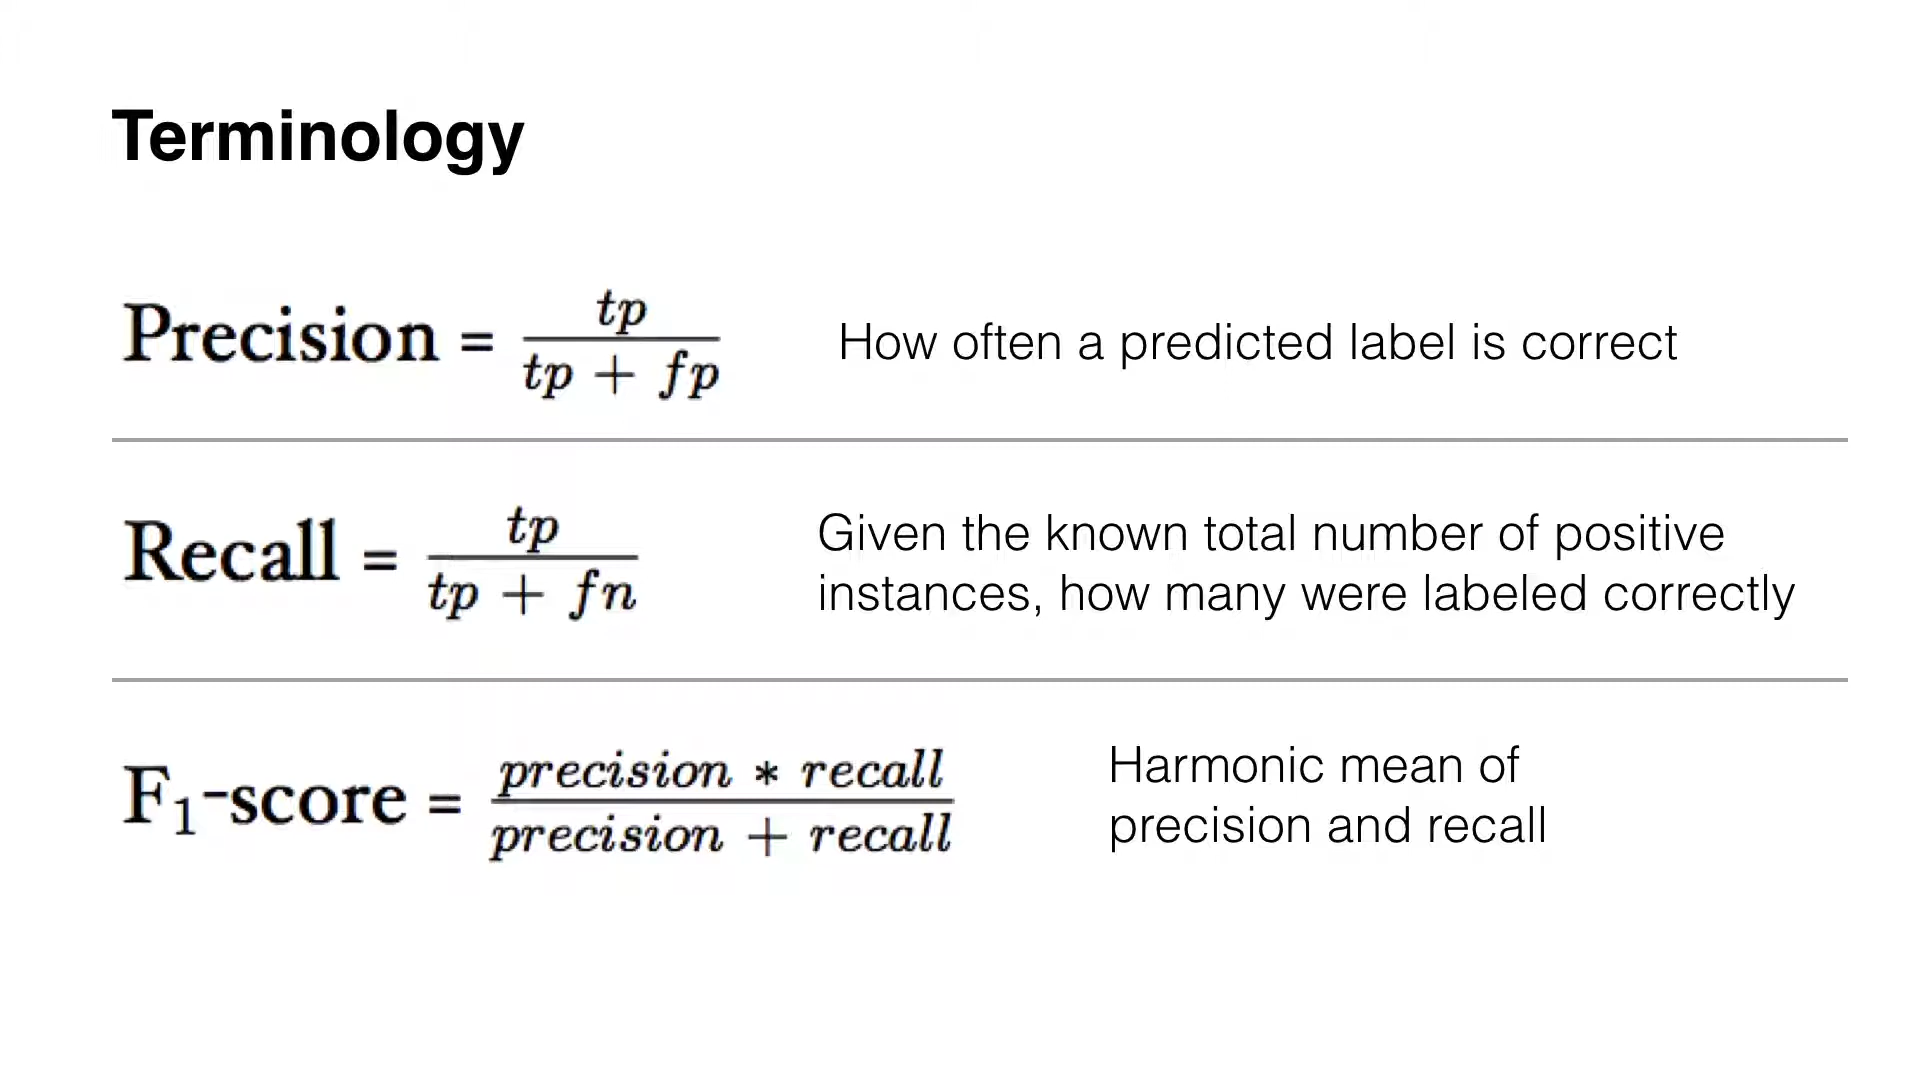 Terminology
Precision = tp / tp + fp
How often a predicted label is correct
Recall = tp / tp + fn
Given the known total number of positive
instances, how many were labeled correctly
F₁-score = precision * recall / precision + recall
Harmonic mean of
precision and recall